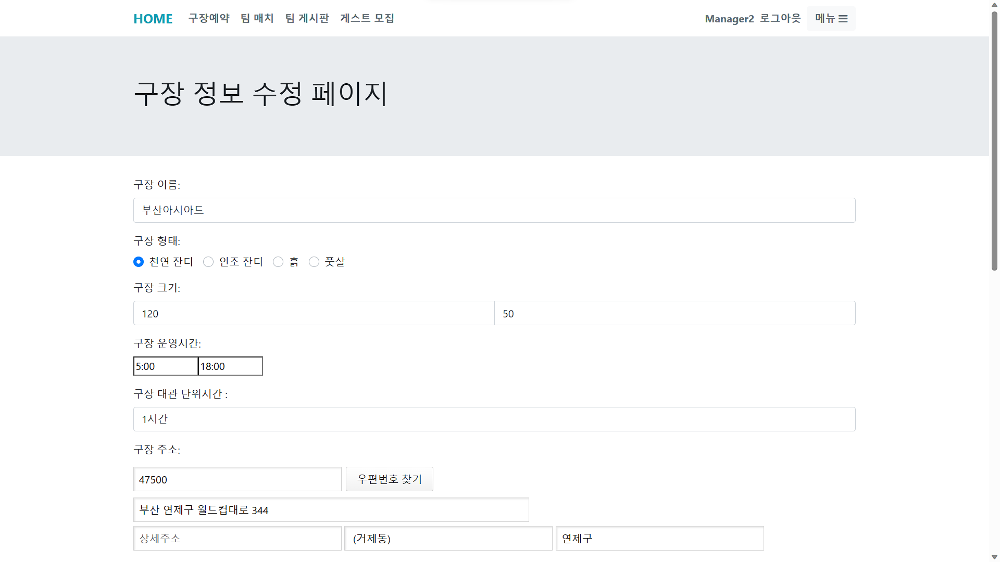 HOME 구장예약 팀 매치 팀 게시판 게스트 모집 Manager2 로그아웃 메뉴
구장 정보 수정 페이지
구장 이름:
부산아시아드
구장 형태:
천연 잔디 인조 잔디 흙 풋살
구장 크기:
120 50
구장 운영시간:
5:00 18:00
구장 대관 단위시간 :
1시간
구장 주소:
47500 우편번호 찾기
부산 연제구 월드컵대로 344
상세주소 (거제동) 연제구